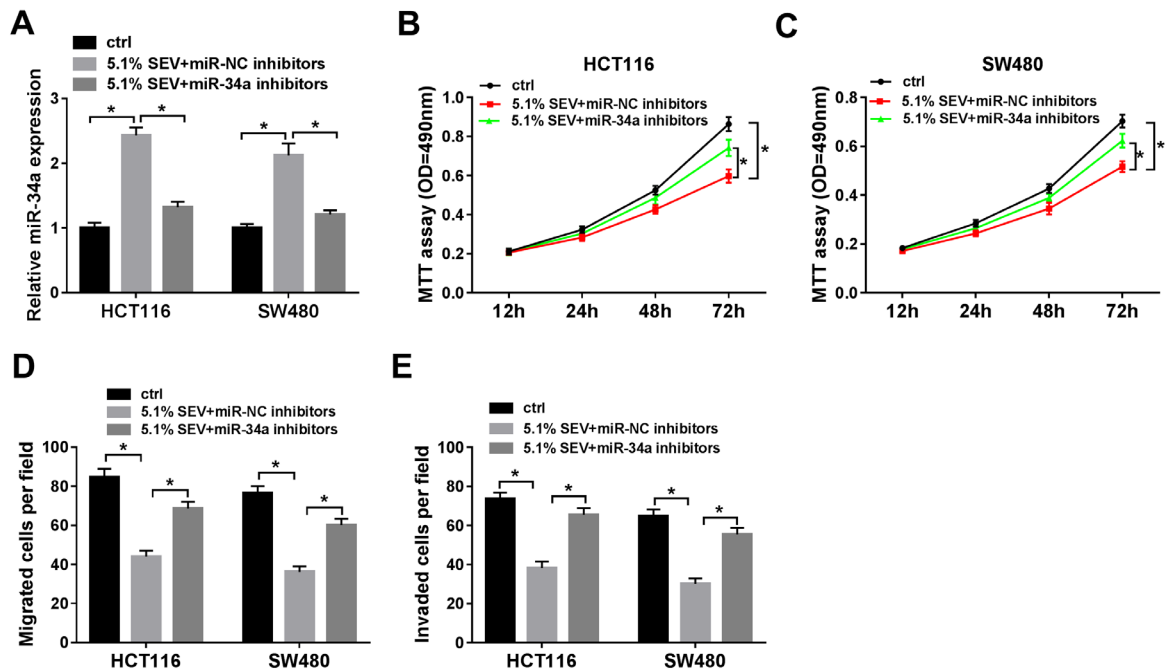 A
ctrl
5.1% SEV+miR-NC inhibitors
5.1% SEV+miR-34a inhibitors
Relative miR-34a expression
3
2
1
0
* * * *
HCT116 SW480
B
HCT116
ctrl
5.1% SEV+miR-NC inhibitors
5.1% SEV+miR-34a inhibitors
MTT assay (OD=490nm)
1.0
0.8
0.6
0.4
0.2
0.0
* *
12h 24h 48h 72h
C
SW480
ctrl
5.1% SEV+miR-NC inhibitors
5.1% SEV+miR-34a inhibitors
MTT assay (OD=490nm)
1.0
0.8
0.6
0.4
0.2
0.0
* *
12h 24h 48h 72h
D
ctrl
5.1% SEV+miR-NC inhibitors
5.1% SEV+miR-34a inhibitors
Migrated cells per field
100
80
60
40
80
0
* * * *
HCT116 SW480
E
ctrl
5.1% SEV+miR-NC inhibitors
5.1% SEV+miR-34a inhibitors
Invaded cells per field
100
80
60
40
80
0
* * * *
HCT116 SW480